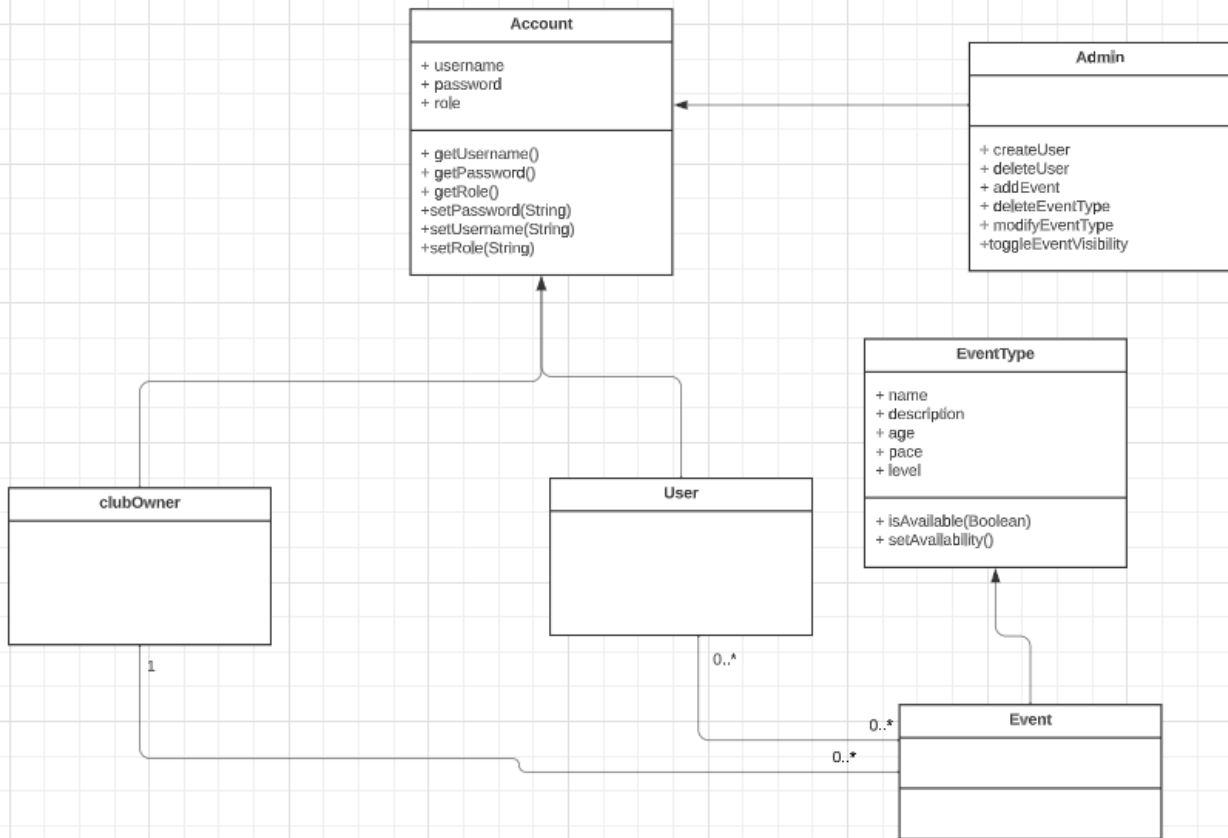 Account
+ username
+ password
+ role
+ getUsername()
+ getPassword()
+ getRole()
+setPassword(String)
+setUsername(String)
+setRole(String)
Admin
+ createUser
+ deleteUser
+ addEvent
+ deleteEventType
+ modifyEventType
+toggleEventVisibility
EventType
+ name
+ description
+ age
+ pace
+ level
+ isAvailable(Boolean)
+ setAvailability()
clubOwner
User
1
0..*
0..*
0..*
Event